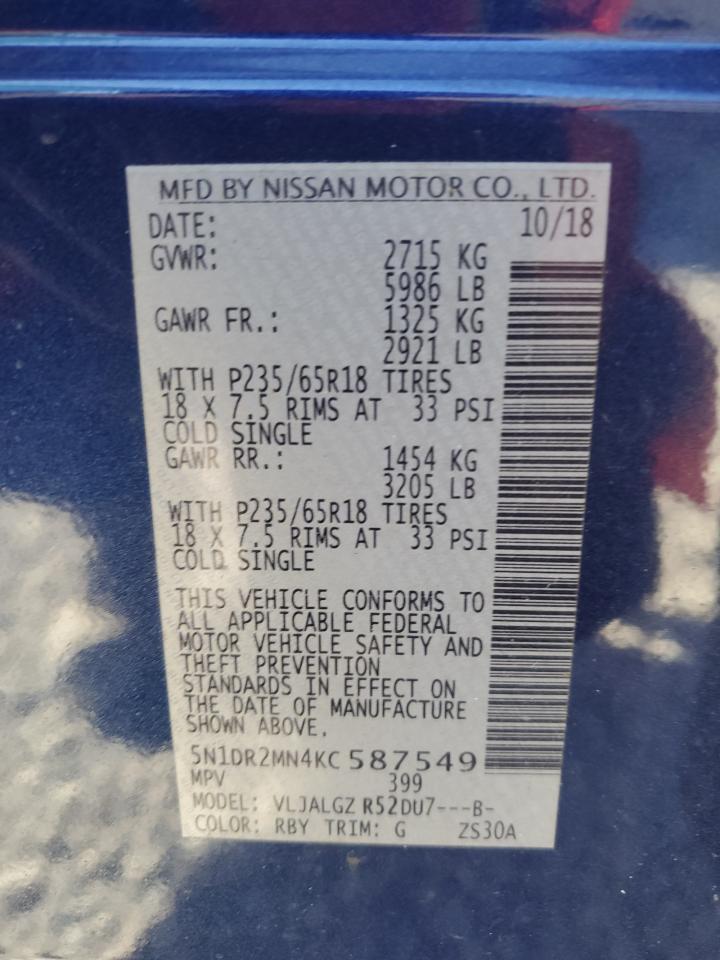 MFD BY NISSAN MOTOR CO., LTD.
DATE: 10/18
GVWR: 2715 KG
5986 LB
GAWR FR.: 1325 KG
2921 LB
WITH P235/65R18 TIRES
18 X 7.5 RIMS AT 33 PSI
COLD SINGLE
GAWR RR.: 1454 KG
3205 LB
WITH P235/65R18 TIRES
18 X 7.5 RIMS AT 33 PSI
COLD SINGLE
THIS VEHICLE CONFORMS TO
ALL APPLICABLE FEDERAL
MOTOR VEHICLE SAFETY AND
THEFT PREVENTION
STANDARDS IN EFFECT ON
THE DATE OF MANUFACTURE
SHOWN ABOVE.
5N1DR2MN4KC 587549
MPV 399
MODEL: VLJALGZ R52DU7---B-
COLOR: RBY TRIM: G ZS30A